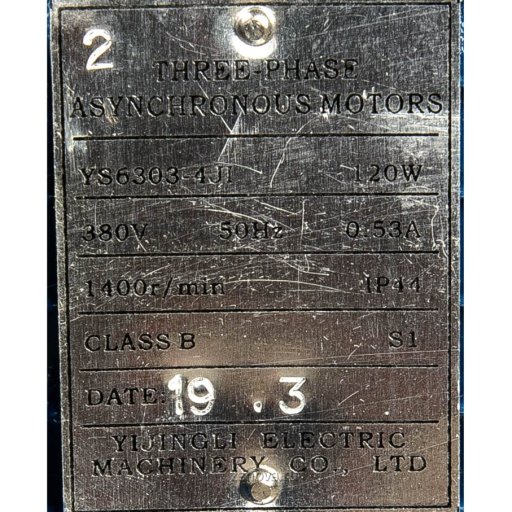 2
THREE-PHASE
ASYNCHRONOUS MOTORS
YS6303-4J1 120W
380V 50Hz 0.53A
1400r/min IP44
CLASS B S1
DATE: 19 . 3
YIJINGLI ELECTRIC
MACHINERY CO., LTD